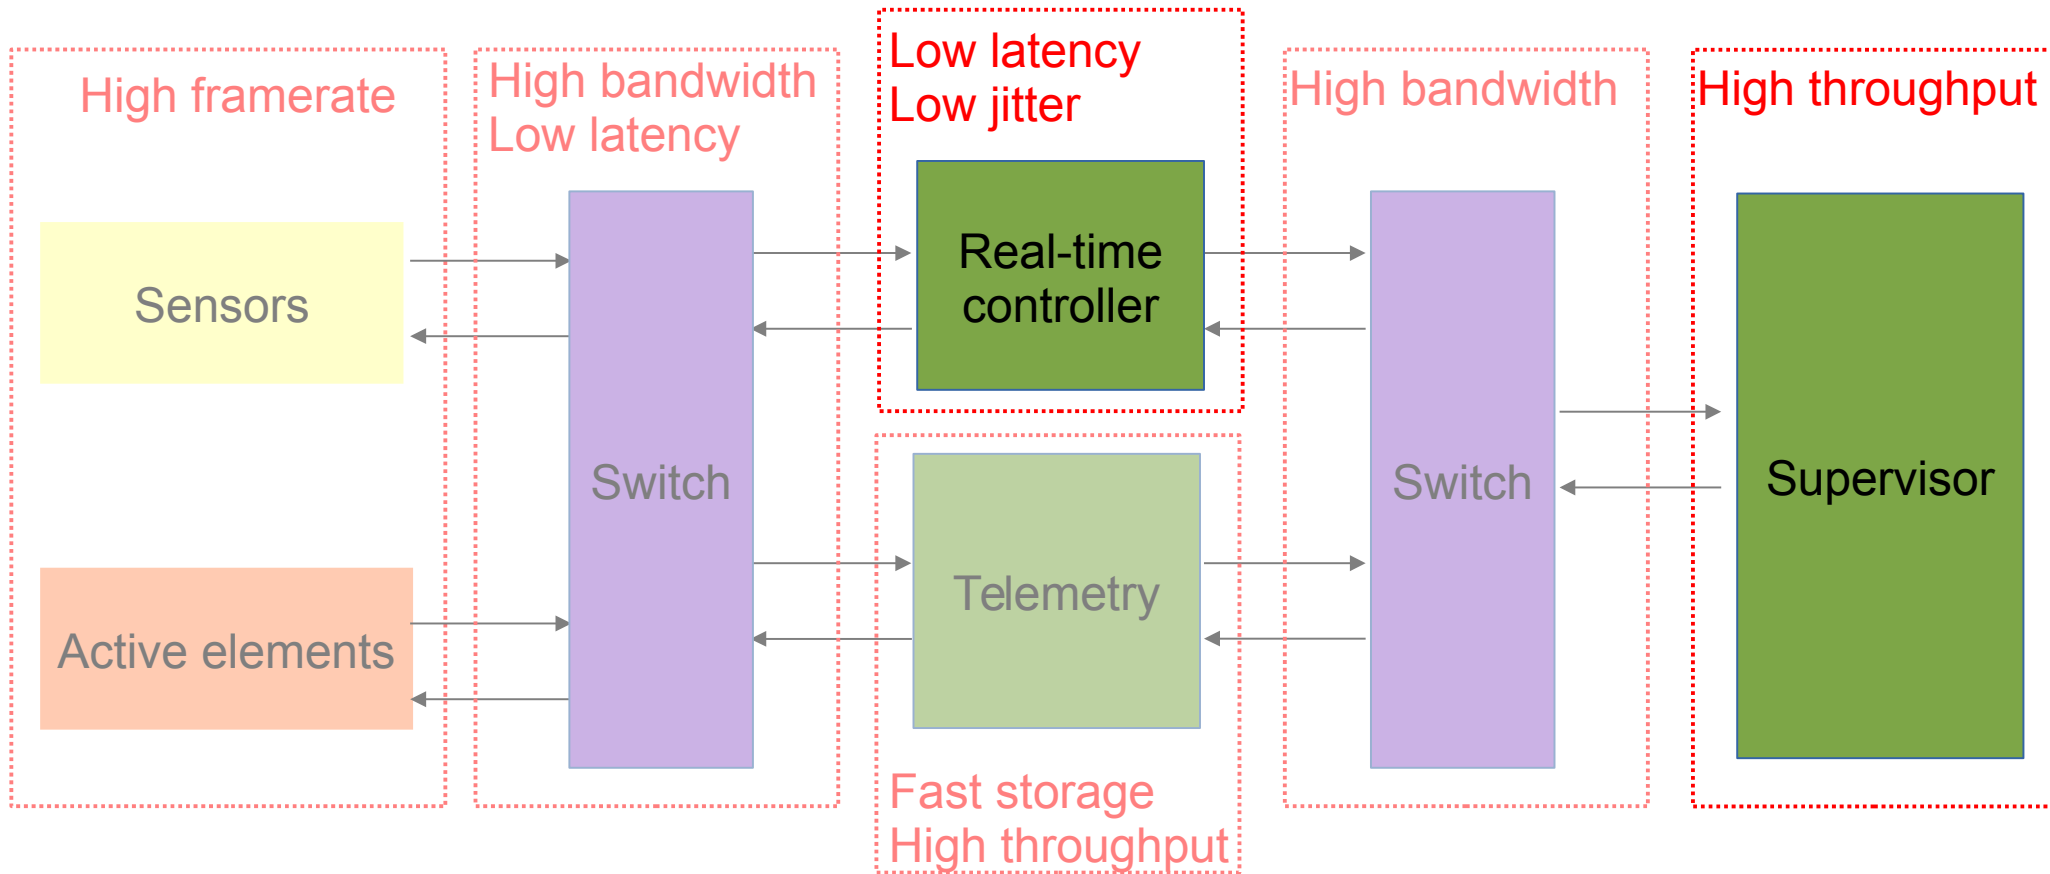 High framerate
Sensors
Active elements
High bandwidth
Low latency
Switch
Low latency
Low jitter
Real-time
controller
Telemetry
Fast storage
High throughput
High bandwidth
Switch
High throughput
Supervisor